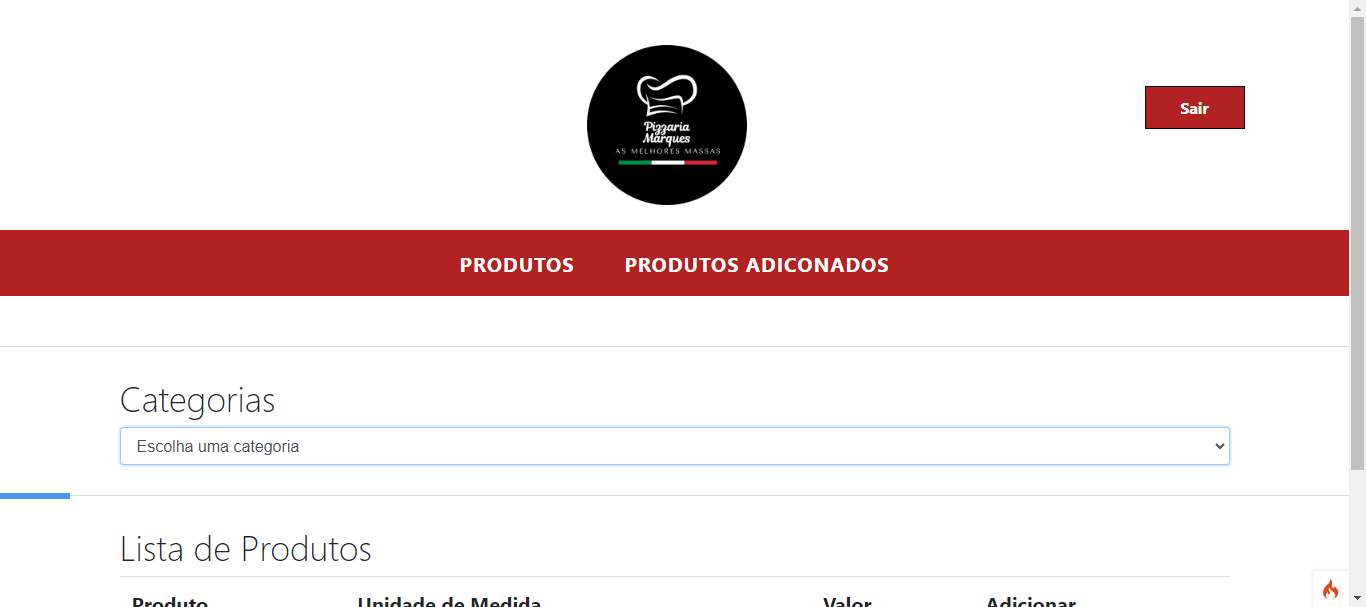 Pizzaria
Marques
AS MELHORES MASSAS
Sair
PRODUTOS PRODUTOS ADICONADOS
Categorias
Escolha uma categoria
Lista de Produtos
Produto Unidade de Medida Valor Adicionar